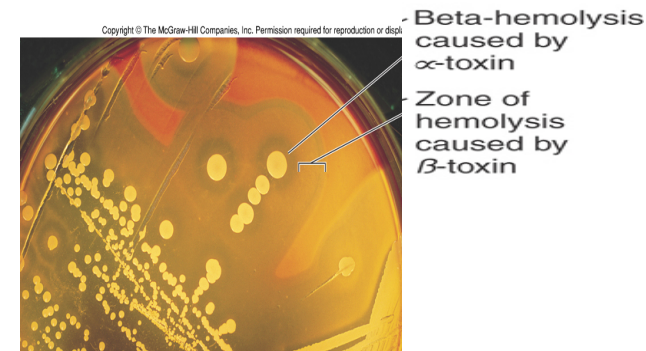 Copyright © The McGraw-Hill Companies, Inc. Permission required for reproduction or
Beta-hemolysis
caused by
∝-toxin
Zone of
hemolysis
caused by
ß-toxin